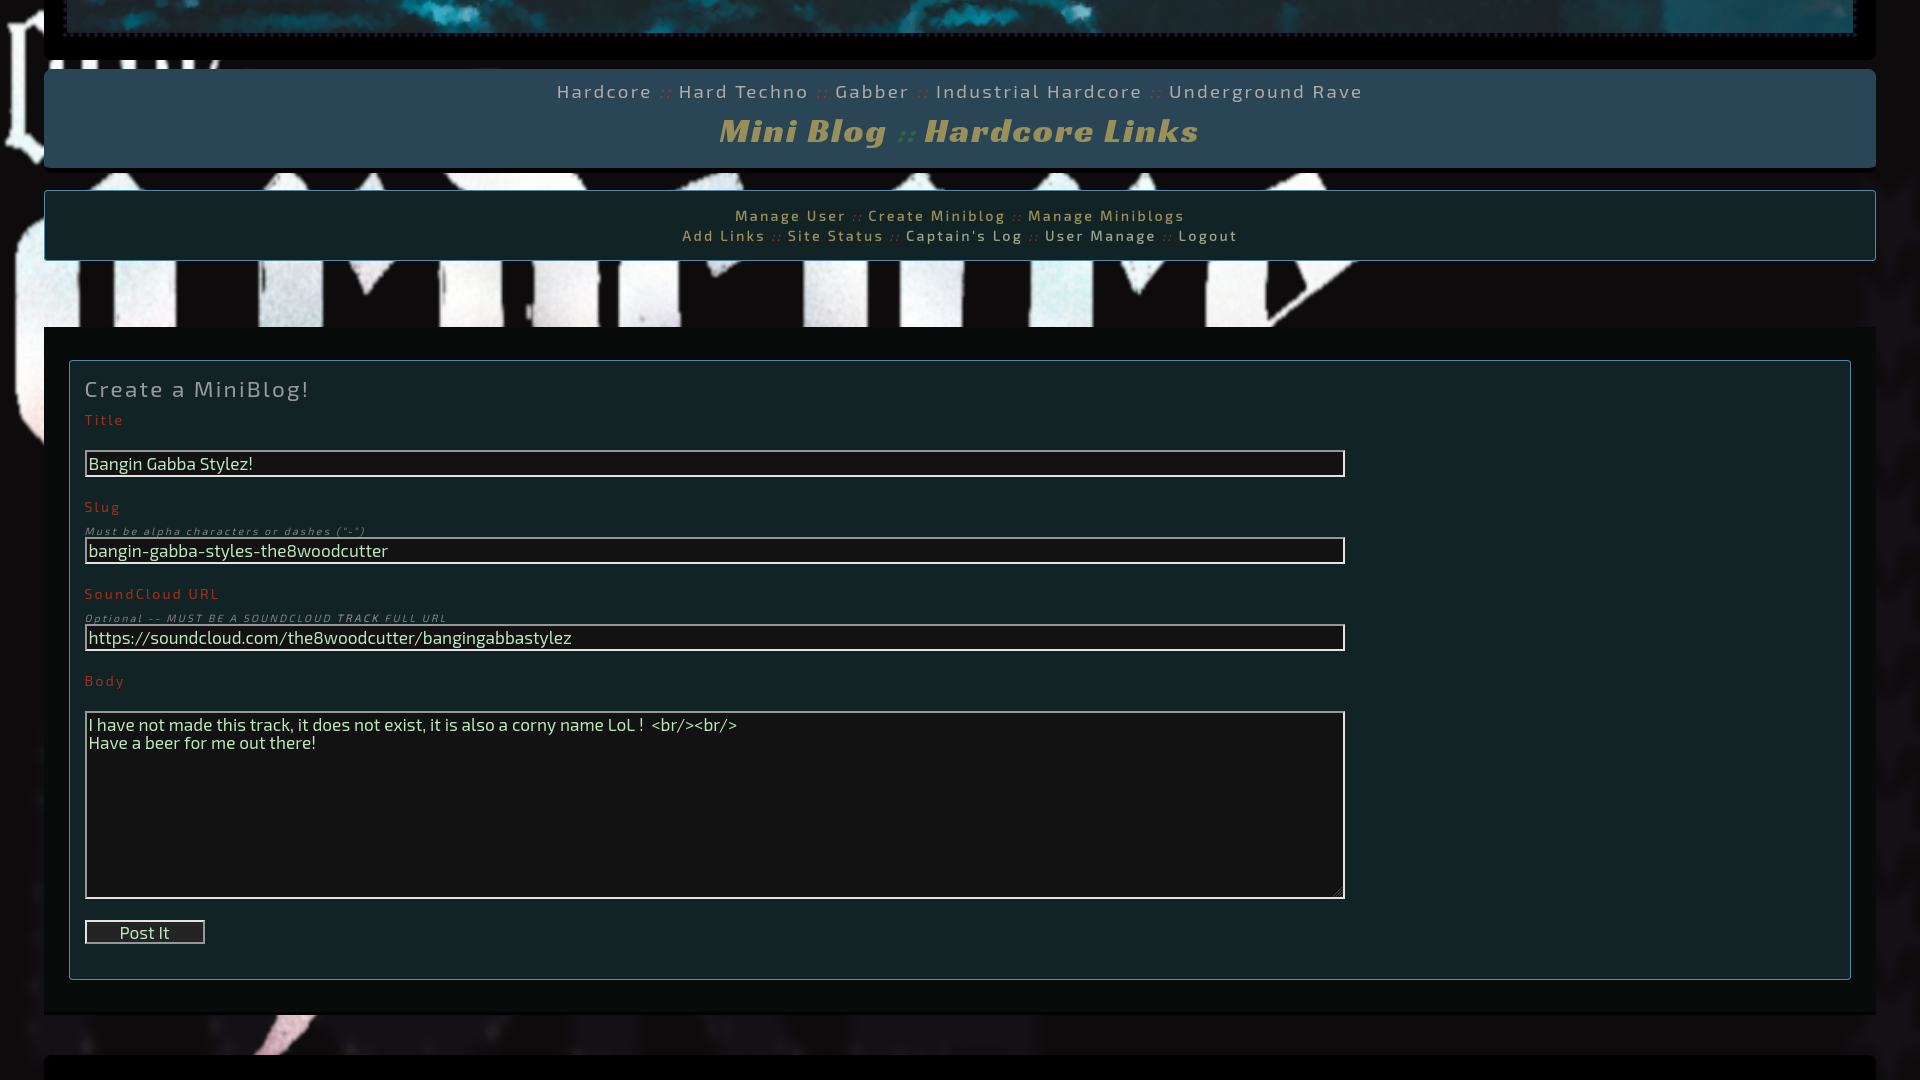 Hardcore :: Hard Techno :: Gabber :: Industrial Hardcore :: Underground Rave
Mini Blog :: Hardcore Links
Manage User :: Create Miniblog :: Manage Miniblogs
Add Links :: Site Status :: Captain's Log :: User Manage :: Logout
Create a MiniBlog!
Title
Bangin Gabba Stylez!
Slug
Must be alpha characters or dashes ("-")
bangin-gabba-styles-the8woodcutter
SoundCloud URL
Optional -- MUST BE A SOUNDCLOUD TRACK FULL URL
https://soundcloud.com/the8woodcutter/bangingabbastylez
Body
I have not made this track, it does not exist, it is also a corny name LoL !  <br/><br/>
Have a beer for me out there!
Post It